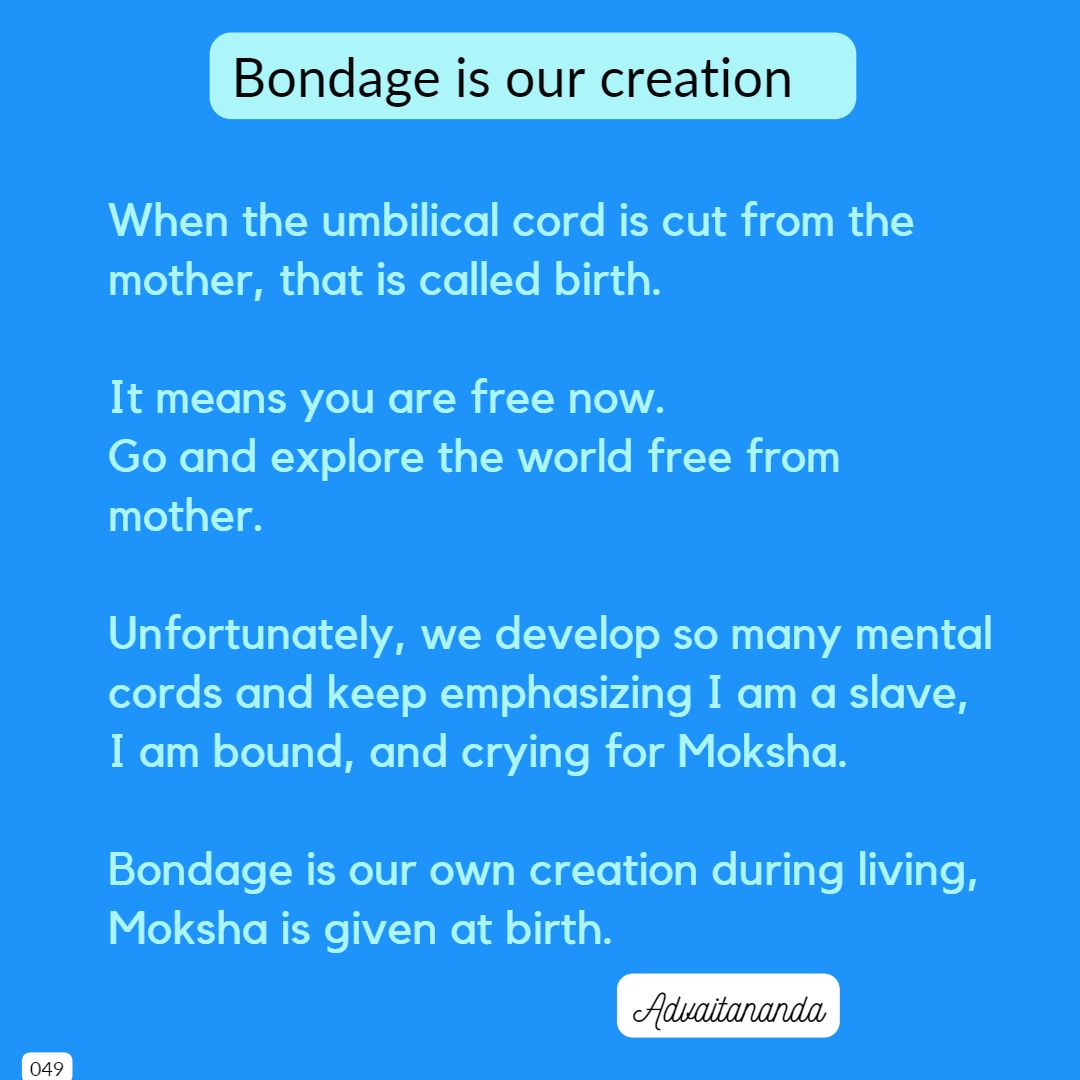 Bondage is our creation
When the umbilical cord is cut from the
mother, that is called birth.
It means you are free now.
Go and explore the world free from
mother.
Unfortunately, we develop so many mental
cords and keep emphasizing I am a slave,
I am bound, and crying for Moksha.
Bondage is our own creation during living,
Moksha is given at birth.
Advaitananda
049